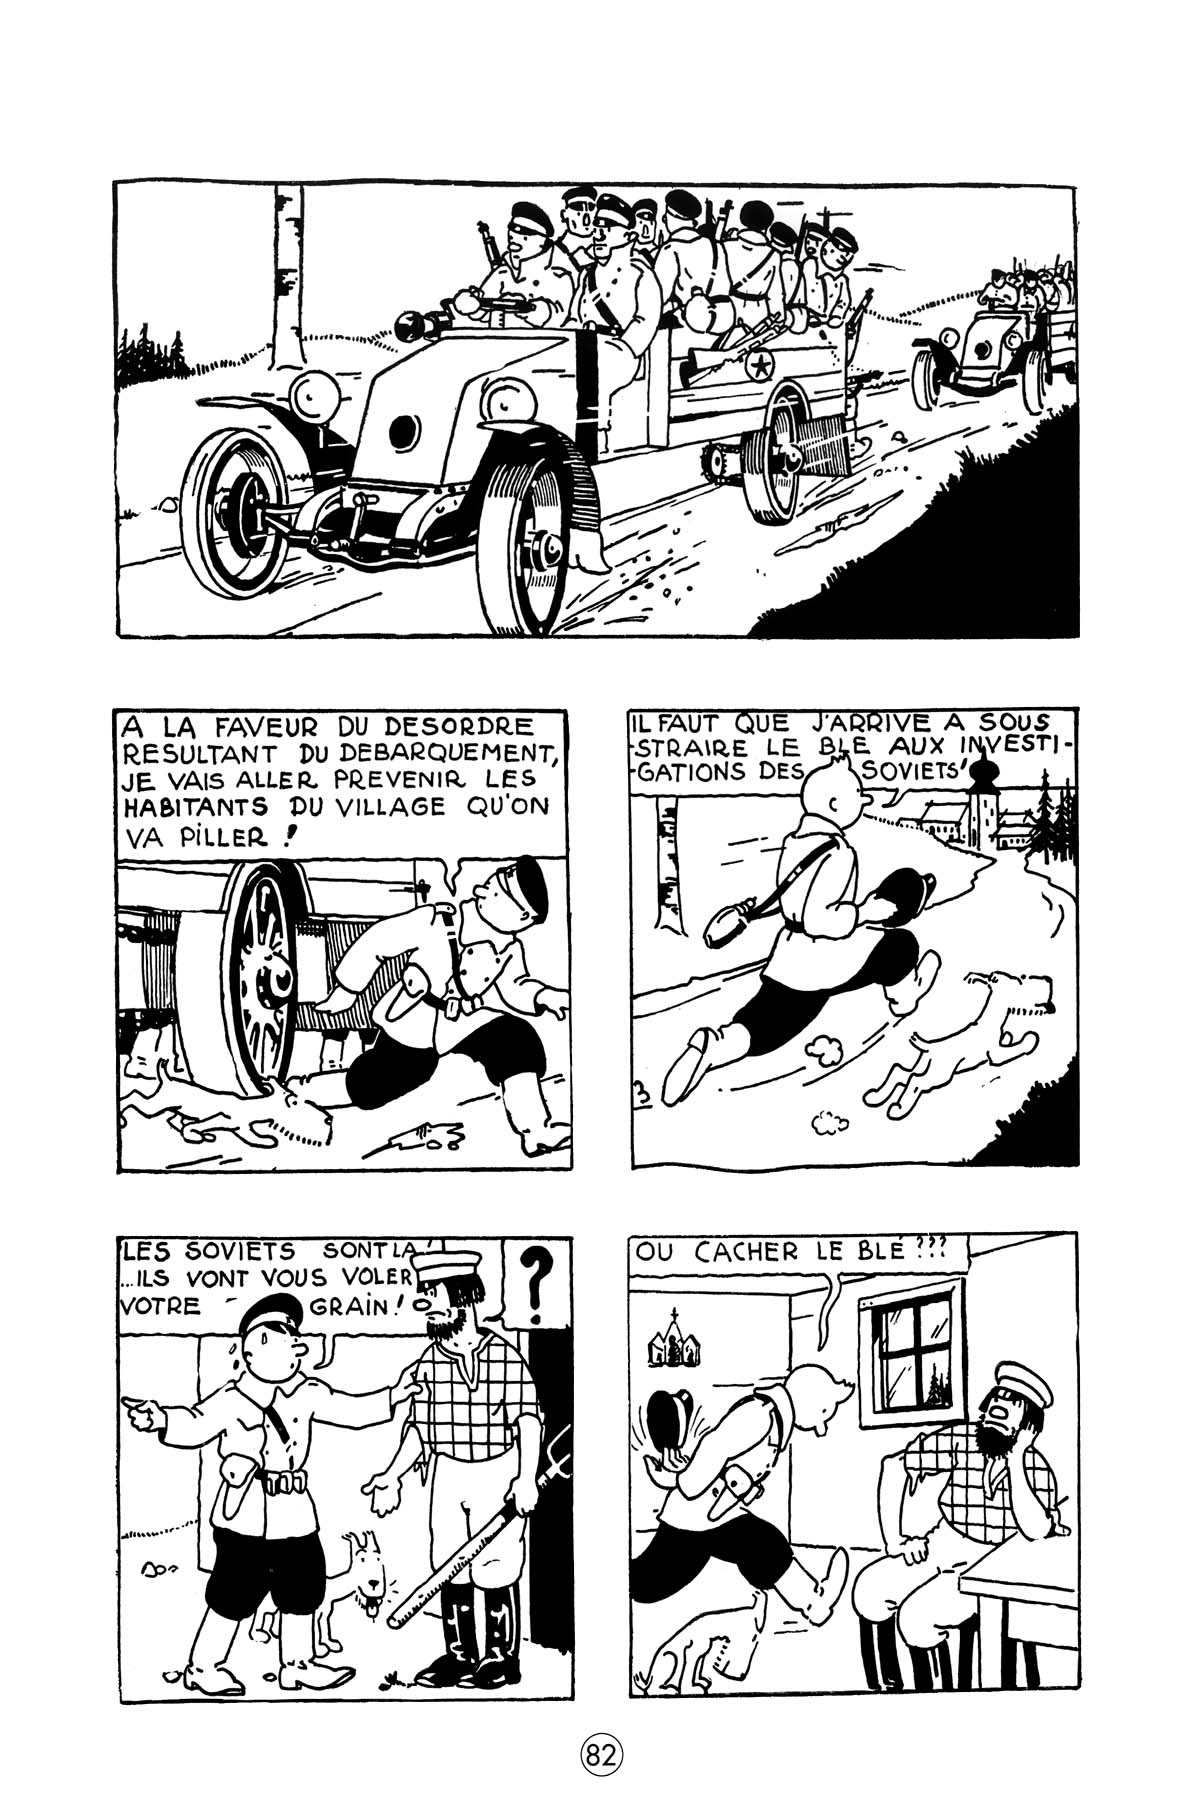 A LA FAVEUR DU DESORDRE
RESULTANT DU DEBARQUEMENT,
JE VAIS ALLER PREVENIR LES
HABITANTS DU VILLAGE QU'ON
VA PILLER !
IL FAUT QUE J'ARRIVE A SOUS
-STRAIRE LE BLE AUX INVESTI-
-GATIONS DES SOVIETS!
LES SOVIETS SONT LA!
...ILS VONT VOUS VOLER
VOTRE GRAIN!
?
OU CACHER LE BLÉ ???
82